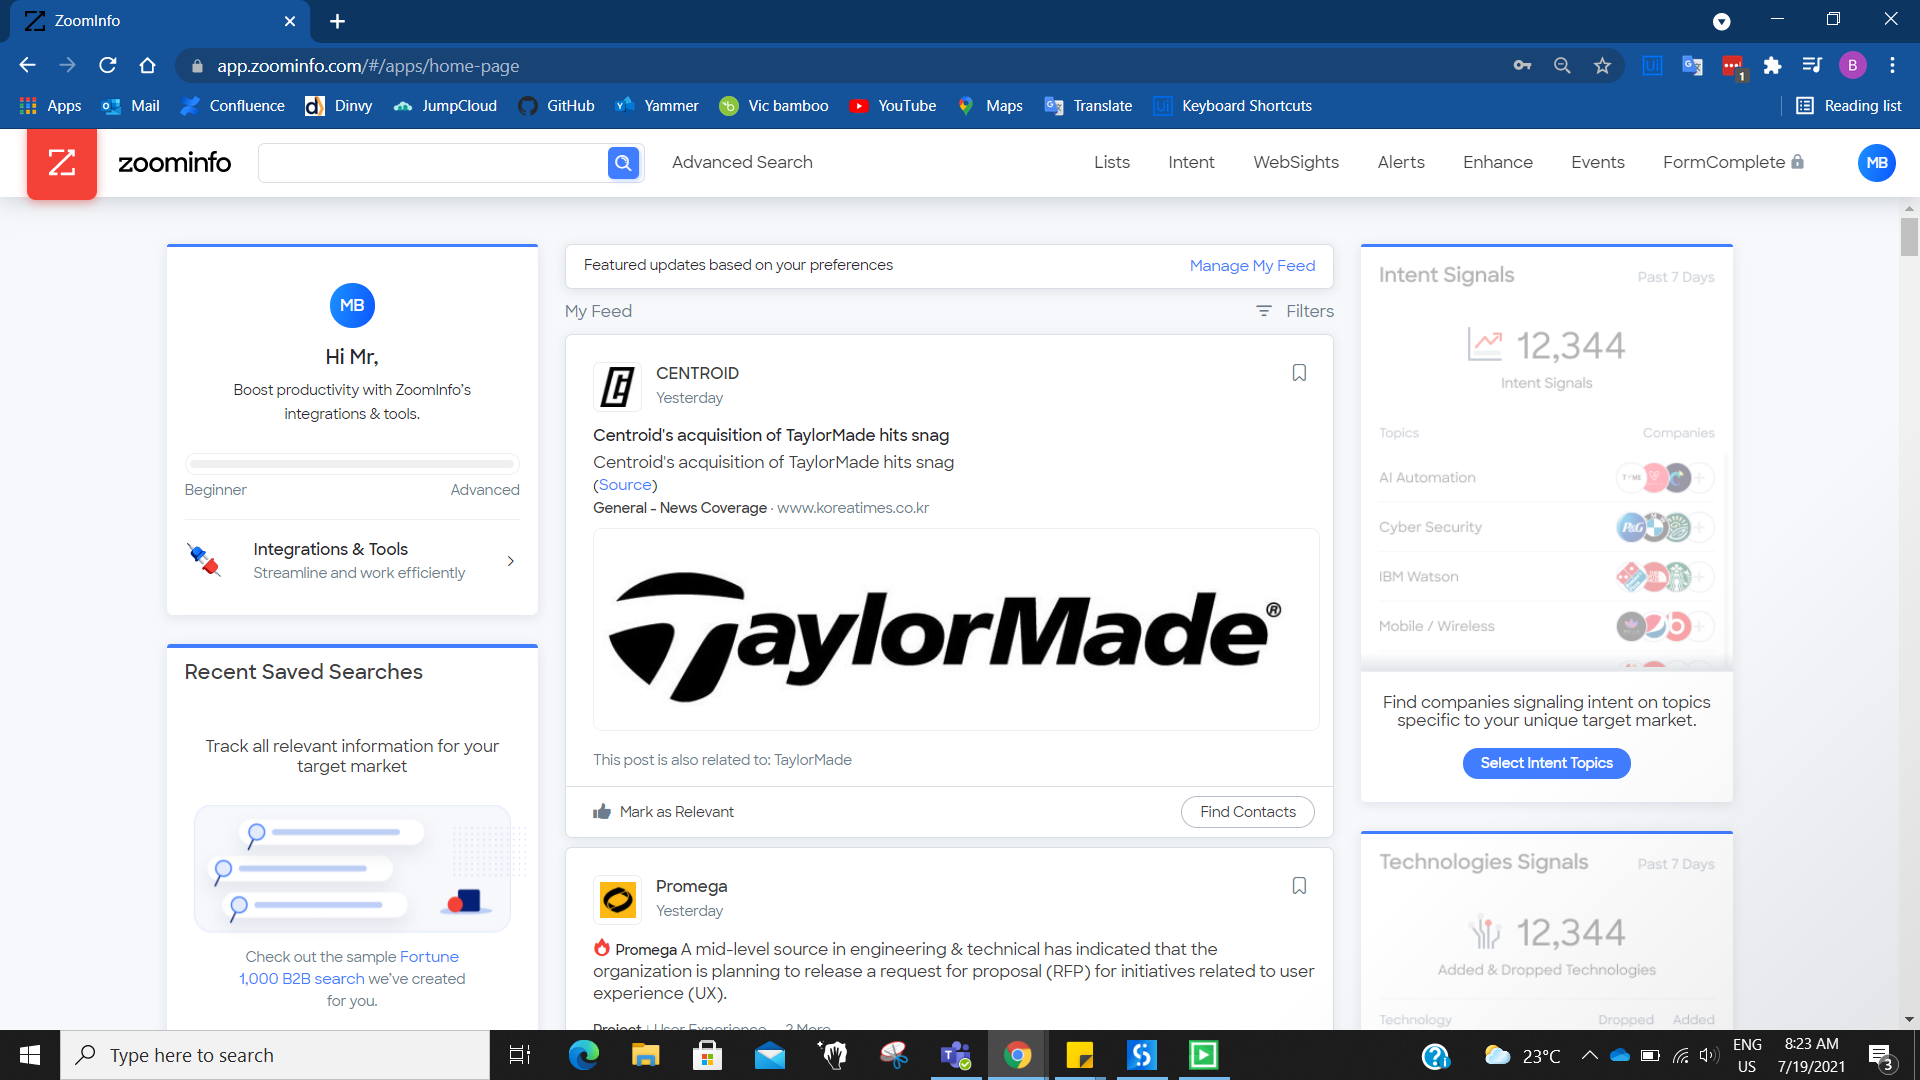 ZoomInfo
app.zoominfo.com/#/apps/home-page
1
B
Apps
Mail
Confluence
Dinvy
JumpCloud
GitHub
Yammer
Vic bamboo
YouTube
Maps
Translate
Keyboard Shortcuts
Reading list
zoominfo
Advanced Search
Lists
Intent
WebSights
Alerts
Enhance
Events
FormComplete
MB
MB
Hi Mr,
Boost productivity with ZoomInfo's
integrations & tools.
Beginner
Advanced
Integrations & Tools
Streamline and work efficiently
Recent Saved Searches
Track all relevant information for your
target market
Check out the sample Fortune
1,000 B2B search we've created
for you.
Featured updates based on your preferences
Manage My Feed
My Feed
Filters
CENTROID
Yesterday
Centroid's acquisition of TaylorMade hits snag
Centroid's acquisition of TaylorMade hits snag
(Source)
General - News Coverage · www.koreatimes.co.kr
TaylorMade®
This post is also related to: TaylorMade
Mark as Relevant
Find Contacts
Promega
Yesterday
Promega A mid-level source in engineering & technical has indicated that the
organization is planning to release a request for proposal (RFP) for initiatives related to user
experience (UX).
Project | User Experience 2 More
Intent Signals
Past 7 Days
12,344
Intent Signals
Topics
Companies
AI Automation
Cyber Security
P&G
IBM Watson
Mobile / Wireless
Find companies signaling intent on topics
specific to your unique target market.
Select Intent Topics
Technologies Signals
Past 7 Days
12,344
Added & Dropped Technologies
Technology
Dropped
Added
Type here to search
23°C
ENG
US
8:23 AM
7/19/2021
3